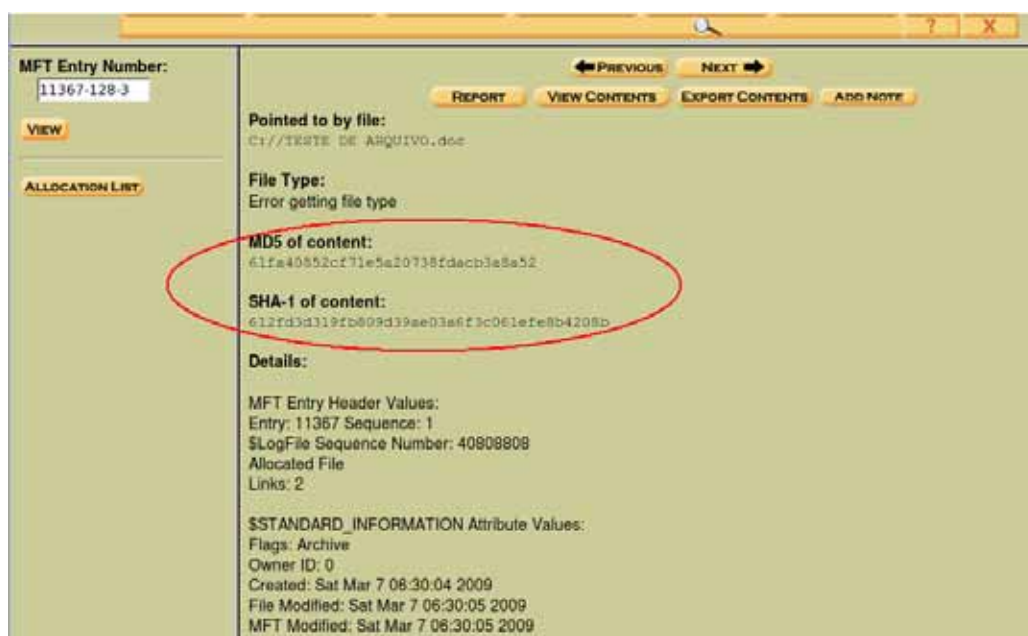 ? X
MFT Entry Number:
11367-128-3
VIEW
ALLOCATION LIST
PREVIOUS NEXT
REPORT VIEW CONTENTS EXPORT CONTENTS ADD NOTE
Pointed to by file:
C://TESTE DE ARQUIVO.doc
File Type:
Error getting file type
MD5 of content:
61fa40852cf71e5a20738fdacb3a8a52
SHA-1 of content:
612fd3d319fb809d39ae03a6f3c061efe8b4208b
Details:
MFT Entry Header Values:
Entry: 11367 Sequence: 1
$LogFile Sequence Number: 40808808
Allocated File
Links: 2
$STANDARD_INFORMATION Attribute Values:
Flags: Archive
Owner ID: 0
Created: Sat Mar 7 06:30:04 2009
File Modified: Sat Mar 7 06:30:05 2009
MFT Modified: Sat Mar 7 06:30:05 2009